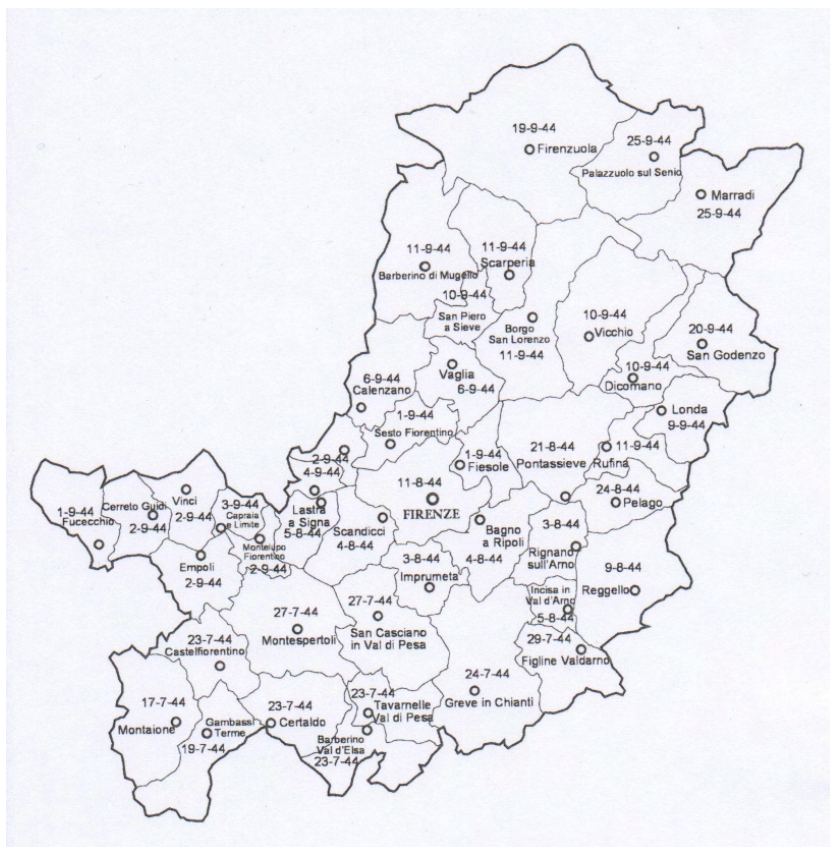 19-9-44
Firenzuola
25-9-44
Palazzuolo sul Senio
Marradi
25-9-44
11-9-44
Barberino di Mugello
11-9-44
Scarperia
10-9-44
San Piero
a Sieve
Borgo
San Lorenzo
11-9-44
10-9-44
Vicchio
20-9-44
San Godenzo
10-9-44
Dicomano
Londa
9-9-44
6-9-44
Calenzano
Vaglia
6-9-44
1-9-44
Sesto Fiorentino
1-9-44
Fiesole
21-8-44
Pontassieve
Rufina
11-9-44
24-8-44
Pelago
2-9-44
4-9-44
Lastra
a Signa
5-8-44
11-8-44
FIRENZE
Scandicci
4-8-44
Bagno
a Ripoli
4-8-44
3-8-44
Rignano
sull'Arno
9-8-44
Reggello
1-9-44
Fucecchio
Cerreto Guidi
2-9-44
Vinci
2-9-44
3-9-44
Capraia
e Limite
Montelupo
Fiorentino
2-9-44
Empoli
2-9-44
3-8-44
Imprumeta
Incisa in
Val d'Arno
5-8-44
29-7-44
Figline Valdarno
27-7-44
Montespertoli
27-7-44
San Casciano
in Val di Pesa
23-7-44
Castelfiorentino
24-7-44
Greve in Chianti
17-7-44
Montaione
Gambassi
Terme
19-7-44
23-7-44
Certaldo
23-7-44
Tavarnelle
Val di Pesa
Barberino
Val d'Elsa
23-7-44